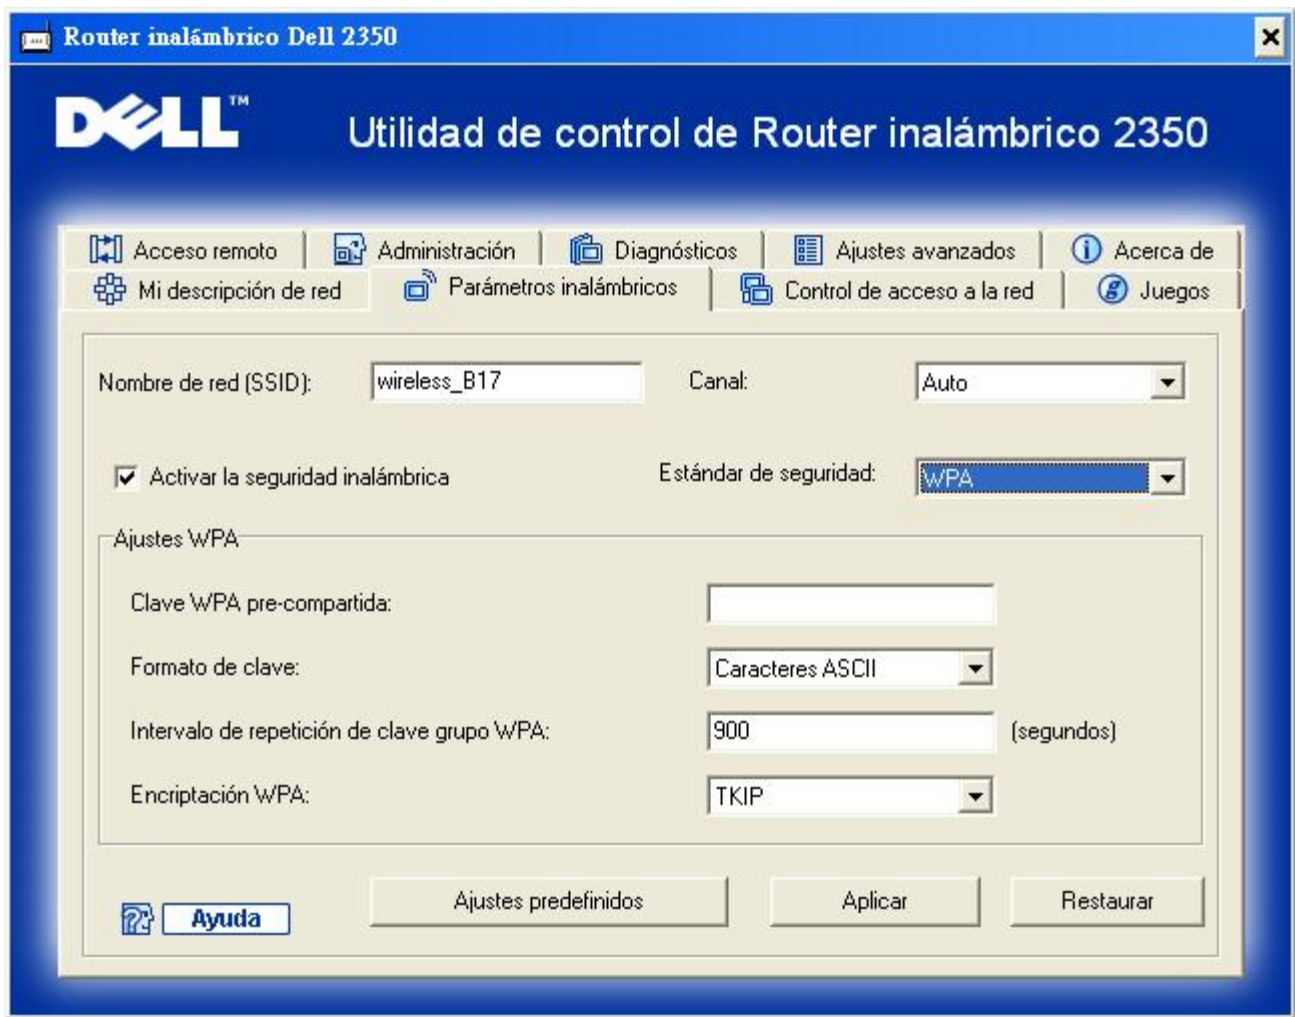 Router inalámbrico Dell 2350
DELL™
Utilidad de control de Router inalámbrico 2350
Acceso remoto
Administración
Diagnósticos
Ajustes avanzados
Acerca de
Mi descripción de red
Parámetros inalámbricos
Control de acceso a la red
Juegos
Nombre de red (SSID):
wireless_B17
Canal:
Auto
Activar la seguridad inalámbrica
Estándar de seguridad:
WPA
Ajustes WPA
Clave WPA pre-compartida:
Formato de clave:
Caracteres ASCII
Intervalo de repetición de clave grupo WPA:
900
(segundos)
Encriptación WPA:
TKIP
Ayuda
Ajustes predefinidos
Aplicar
Restaurar